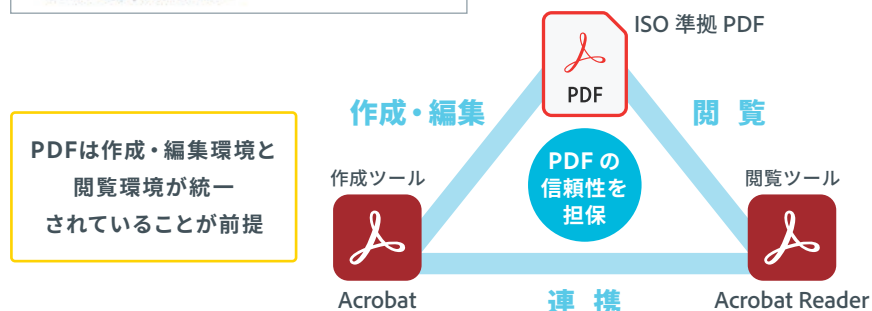 ISO 準拠 PDF
PDF
作成・編集
閲 覧
PDFは作成・編集環境と
閲覧環境が統一
されていることが前提
PDF の
信頼性を
担保
作成ツール
閲覧ツール
Acrobat
連 携
Acrobat Reader